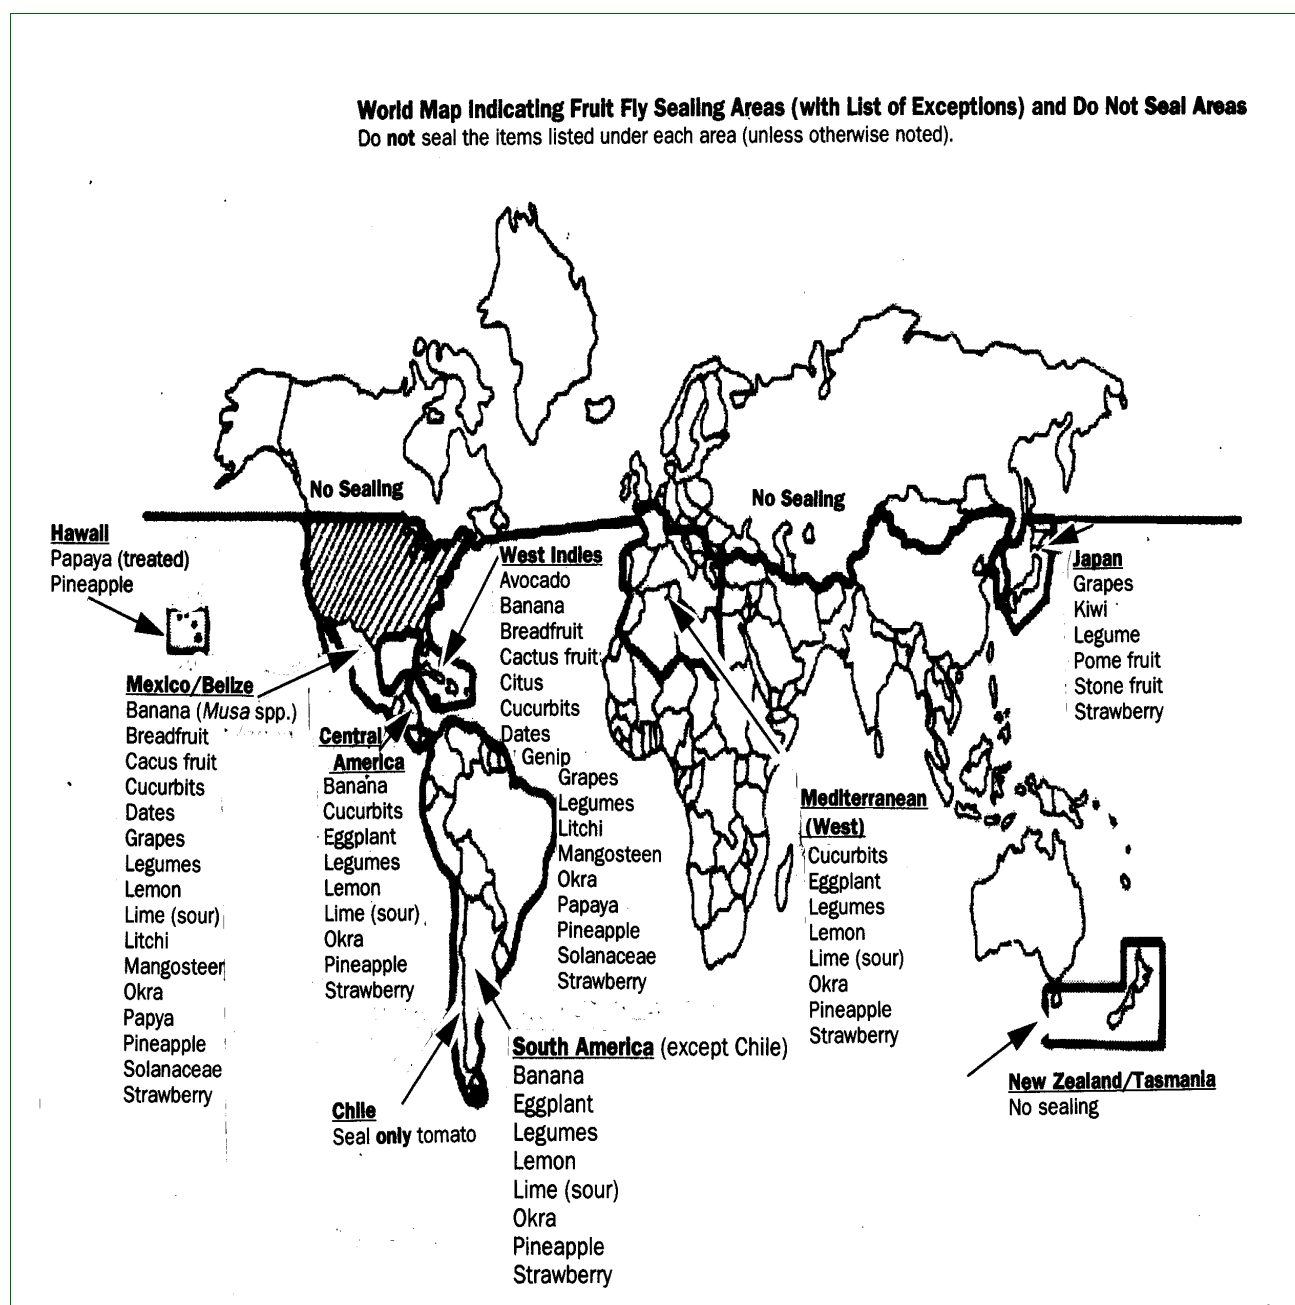 World Map Indicating Fruit Fly Sealing Areas (with List of Exceptions) and Do Not Seal Areas
Do not seal the items listed under each area (unless otherwise noted).
No Sealing
No Sealing
Hawaii
Papaya (treated)
Pineapple
Mexico/Belize
Banana (Musa spp.)
Breadfruit
Cacus fruit
Cucurbits
Dates
Grapes
Legumes
Lemon
Lime (sour)
Litchi
Mangosteen
Okra
Papya
Pineapple
Solanaceae
Strawberry
Central
America
Banana
Cucurbits
Eggplant
Legumes
Lemon
Lime (sour)
Okra
Pineapple
Strawberry
West Indies
Avocado
Banana
Breadfruit
Cactus fruit
Citus
Cucurbits
Dates
Genip
Grapes
Legumes
Litchi
Mangosteen
Okra
Papaya
Pineapple
Solanaceae
Strawberry
Chile
Seal only tomato
South America (except Chile)
Banana
Eggplant
Legumes
Lemon
Lime (sour)
Okra
Pineapple
Strawberry
Mediterranean
(West)
Cucurbits
Eggplant
Legumes
Lemon
Lime (sour)
Okra
Pineapple
Strawberry
Japan
Grapes
Kiwi
Legume
Pome fruit
Stone fruit
Strawberry
New Zealand/Tasmania
No sealing